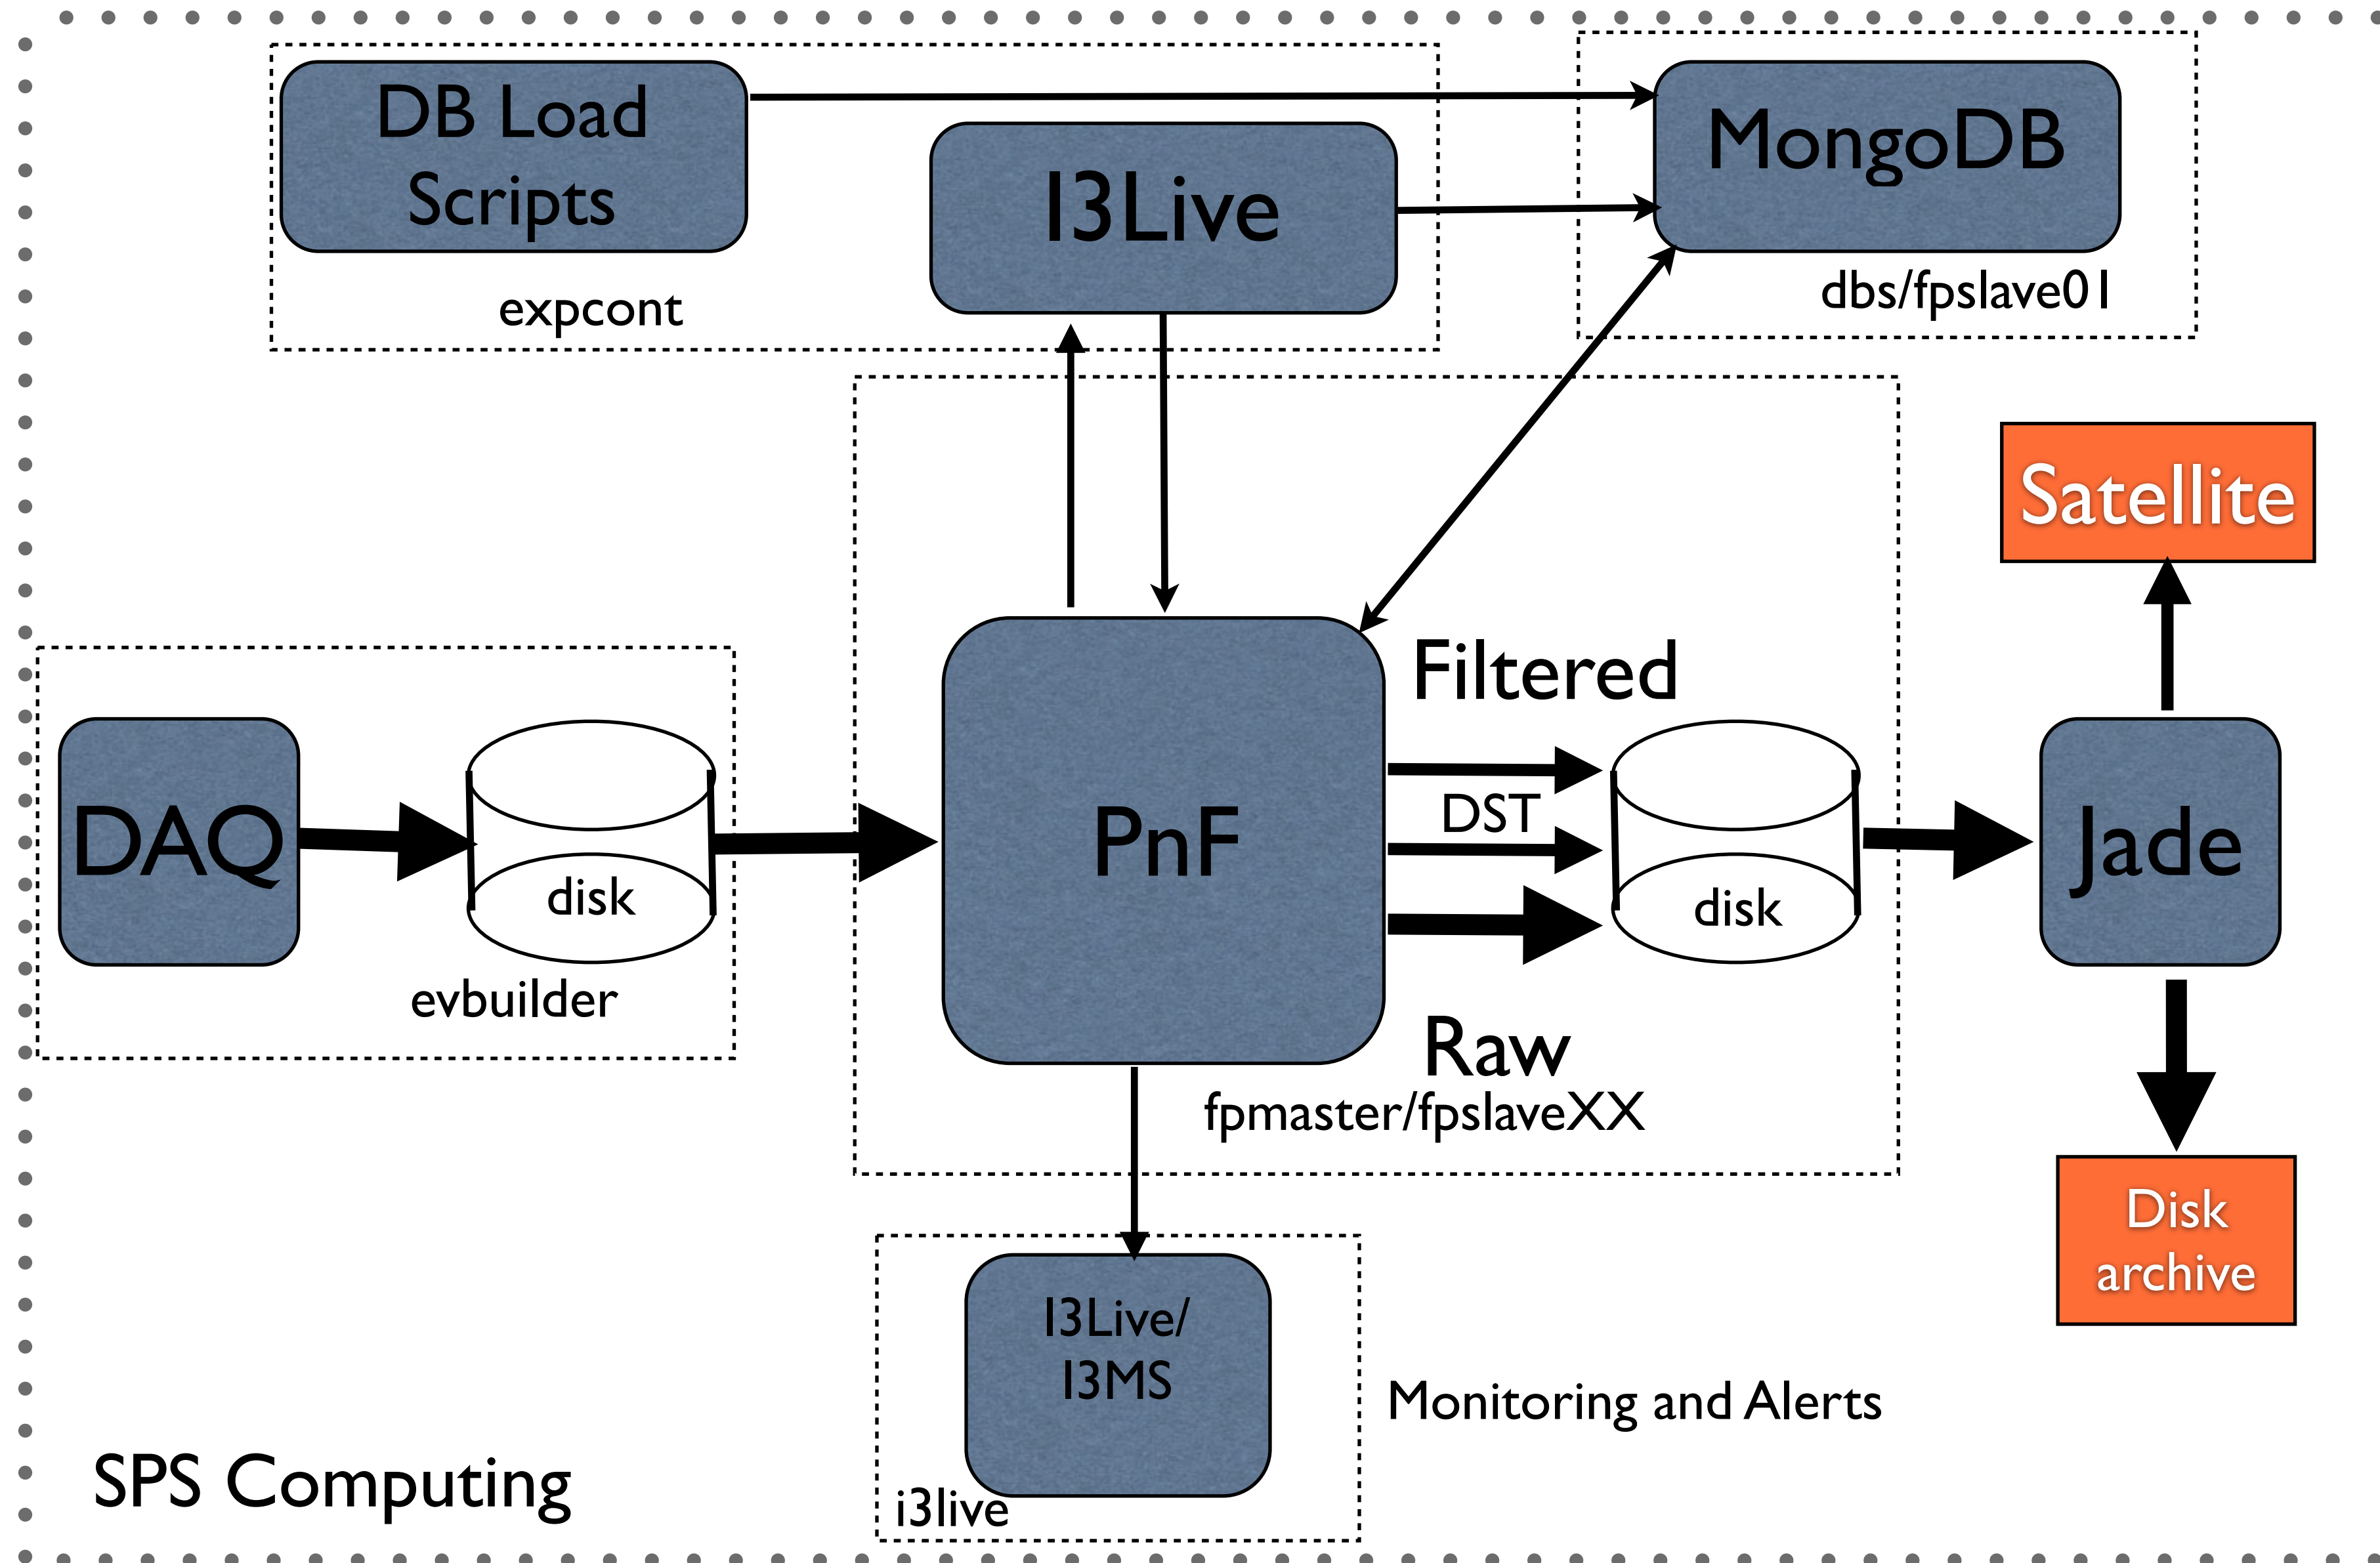 DB Load
Scripts
I3Live
MongoDB
expcont
dbs/fpslave01
Satellite
Filtered
DAQ
disk
evbuilder
PnF
DST
disk
Jade
Raw
fpmaster/fpslaveXX
Disk
archive
I3Live/
I3MS
Monitoring and Alerts
i3live
SPS Computing